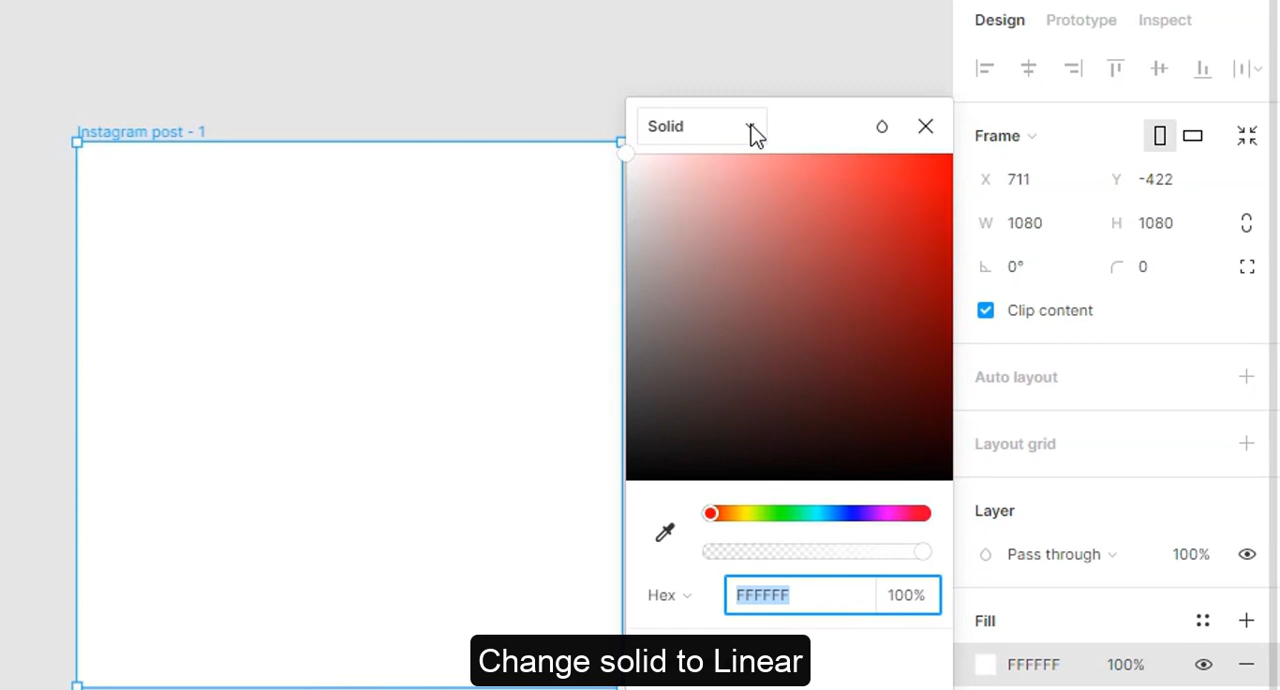 Design Prototype Inspect
Instagram post - 1
Solid
Frame
X 711 Y -422
W 1080 H 1080
0° 0
Clip content
Auto layout
Layout grid
Layer
Pass through 100%
Hex FFFFFF 100%
Fill
FFFFFF 100%
Change solid to Linear